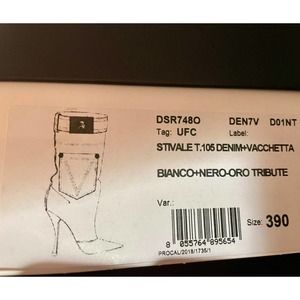 DSR748O DEN7V D01NT
Tag: UFC Label:
STIVALE T.105 DENIM+VACCHETTA
BIANCO+NERO-ORO TRIBUTE
Var.:
Size: 390
8 055764 895654
PROCAL/2018/1735/1